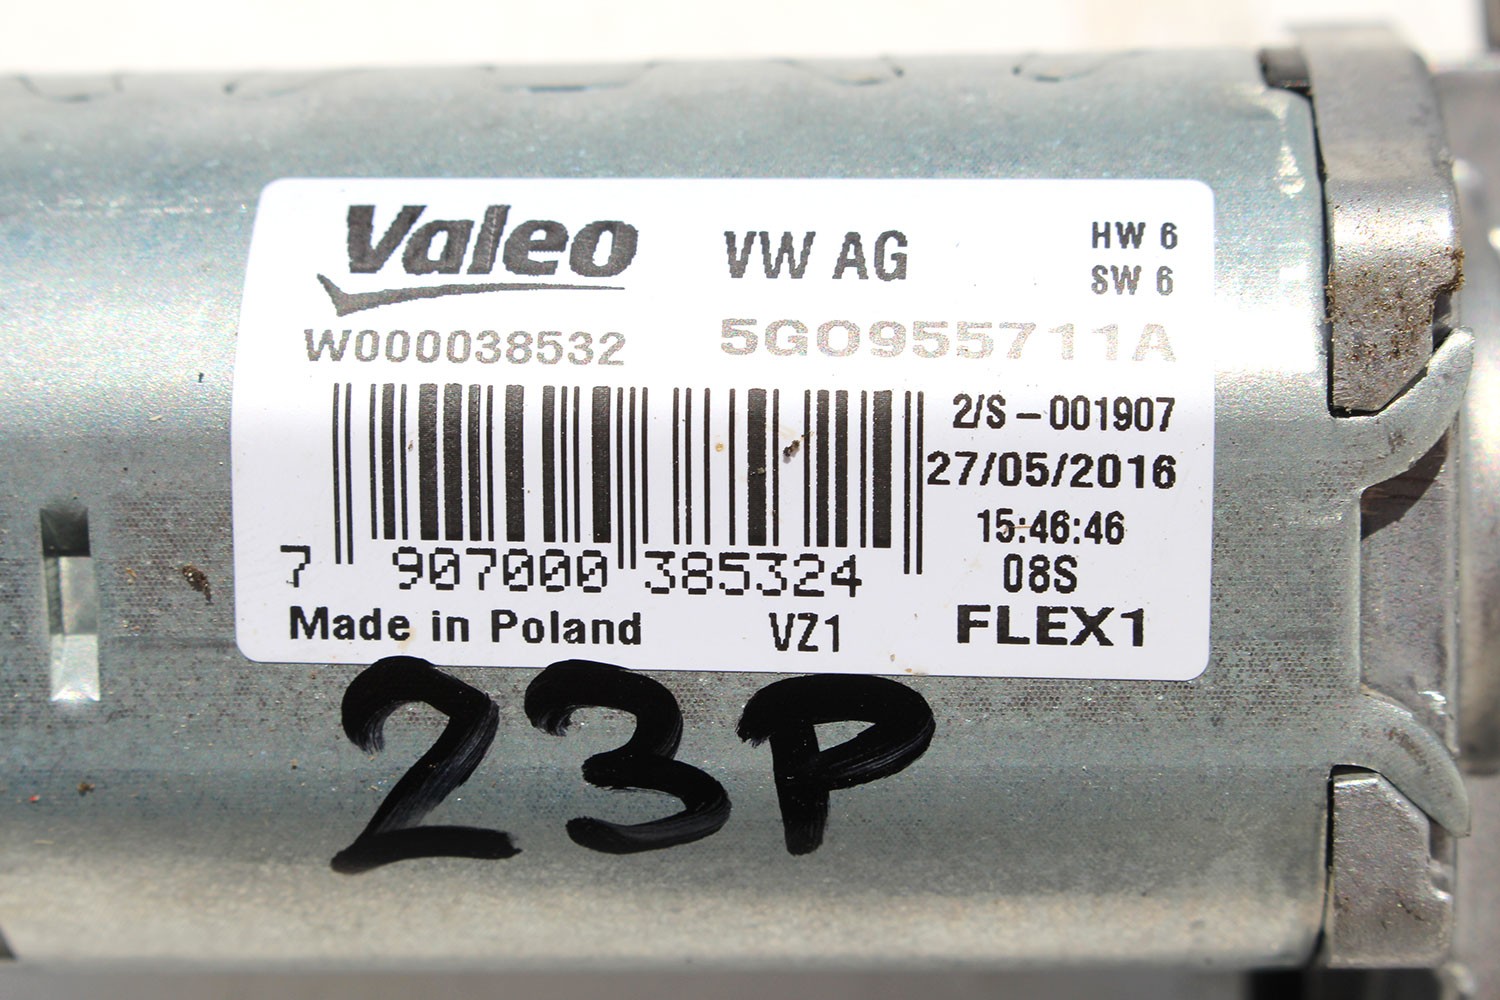 Valeo
VW AG
HW 6
SW 6
W000038532
5G0955711A
2/S-001907
27/05/2016
15:46:46
08S
7 907000 385324
Made in Poland
VZ1
FLEX1
23P